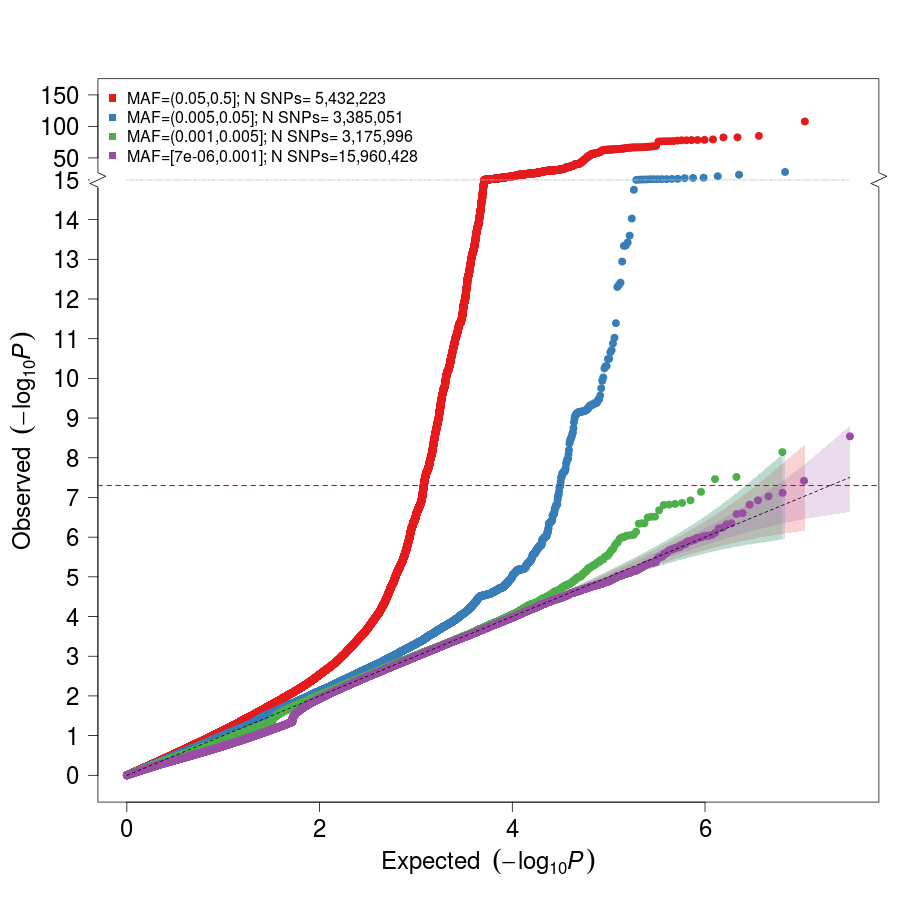 MAF=(0.05,0.5]; N SNPs= 5,432,223
MAF=(0.005,0.05]; N SNPs= 3,385,051
MAF=(0.001,0.005]; N SNPs= 3,175,996
MAF=[7e-06,0.001]; N SNPs=15,960,428
150
100
50
15
14
13
12
11
10
9
8
7
6
5
4
3
2
1
0
Observed (−log10P)
0 2 4 6
Expected (−log10P)